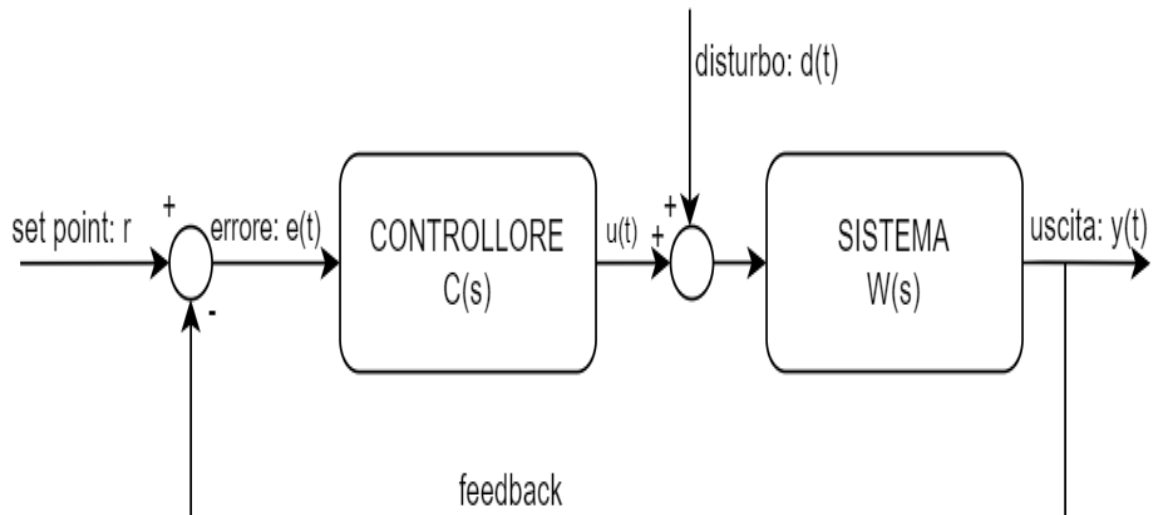 disturbo: d(t)
+
set point: r
errore: e(t)
-
CONTROLLORE
C(s)
u(t)
+
+
SISTEMA
W(s)
uscita: y(t)
feedback